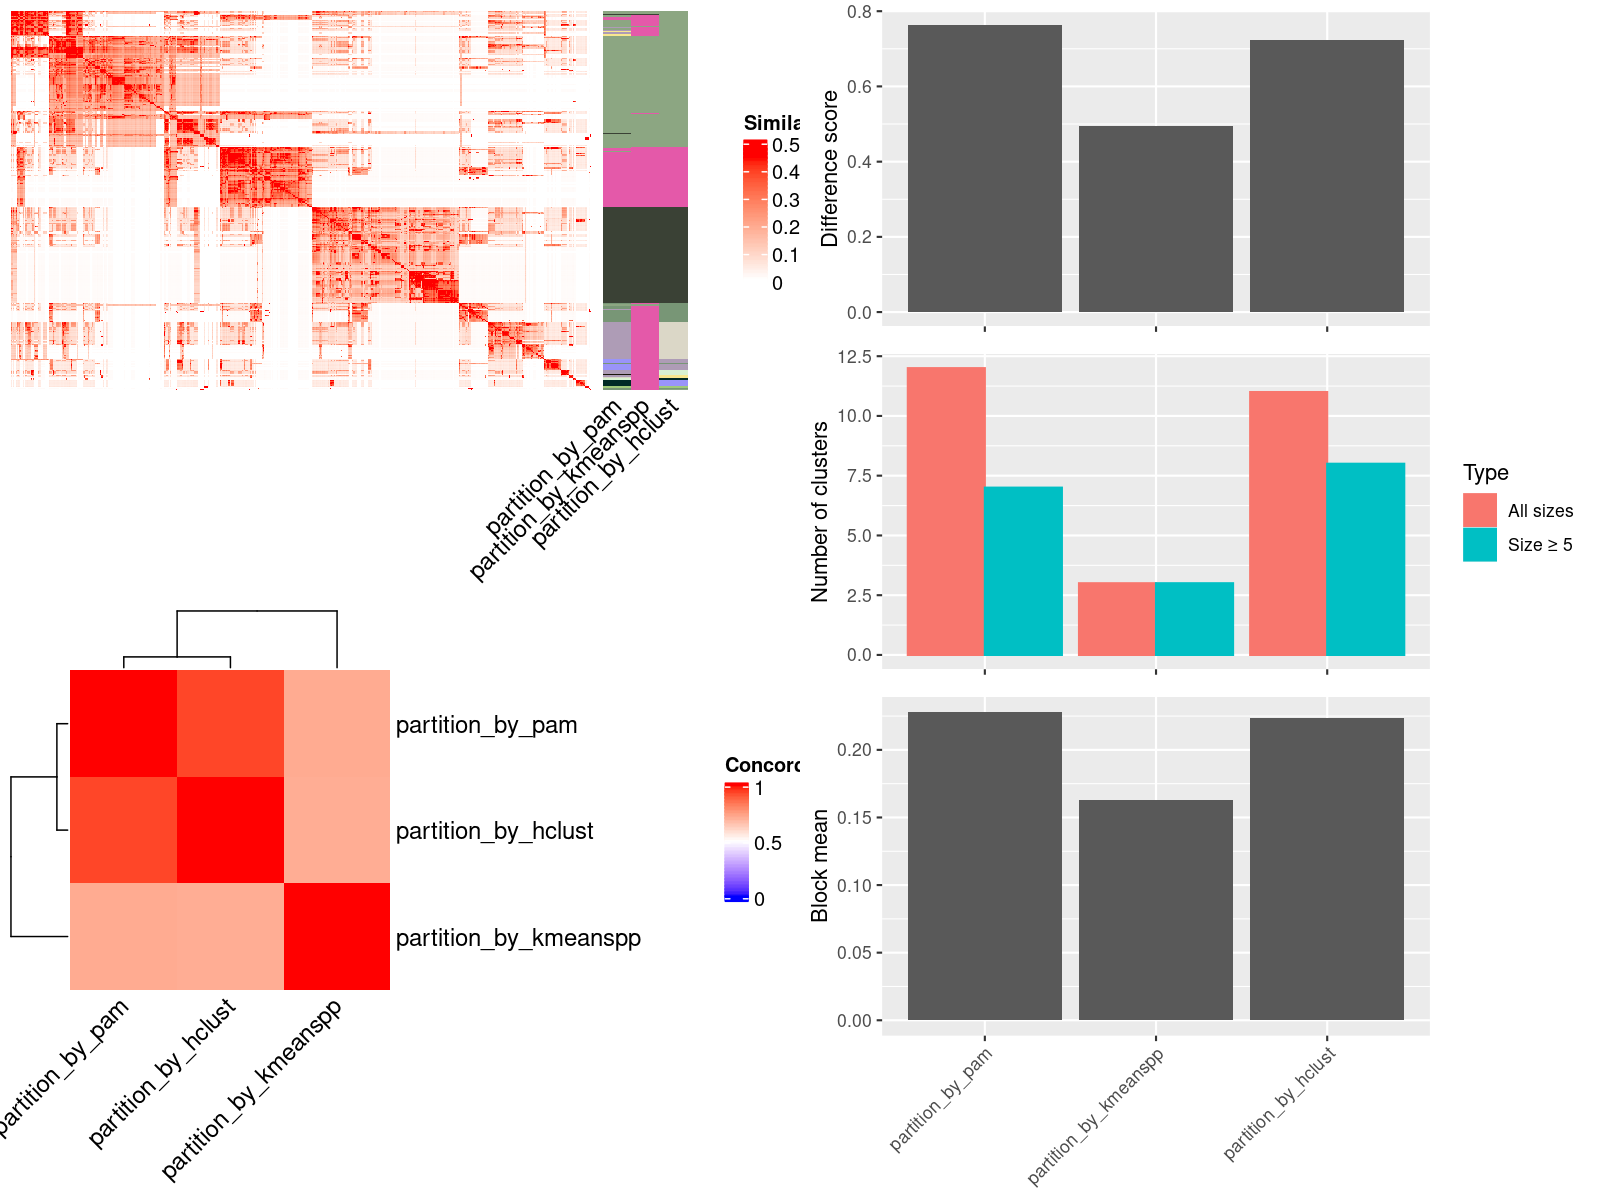 Simila
0.5
0.4
0.3
0.2
0.1
0
partition_by_pam
partition_by_kmeanspp
partition_by_hclust
partition_by_pam
partition_by_hclust
partition_by_kmeanspp
partition_by_pam
partition_by_hclust
partition_by_kmeanspp
Concord
1
0.5
0
Difference score
0.8
0.6
0.4
0.2
0.0
Number of clusters
12.5
10.0
7.5
5.0
2.5
0.0
Type
All sizes
Size ≥ 5
Block mean
0.20
0.15
0.10
0.05
0.00
partition_by_pam
partition_by_kmeanspp
partition_by_hclust